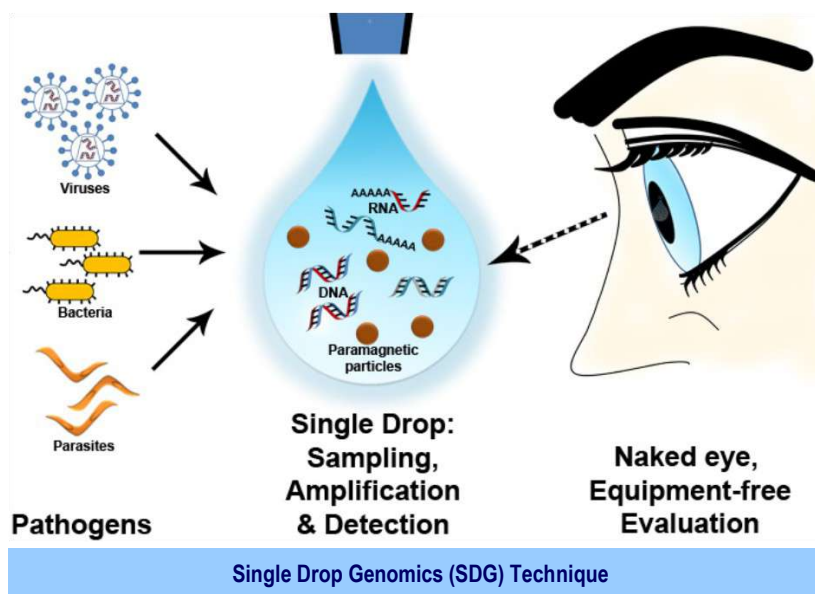 Viruses
Bacteria
Parasites
Pathogens
AAAAA
RNA
AAAAA
DNA
Paramagnetic
particles
Single Drop:
Sampling,
Amplification
& Detection
Naked eye,
Equipment-free
Evaluation
Single Drop Genomics (SDG) Technique